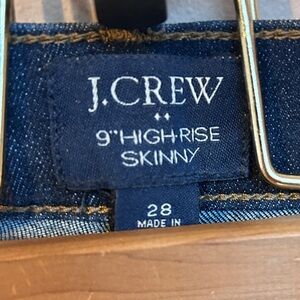 J.CREW
9"HIGH-RISE
SKINNY
28
MADE IN